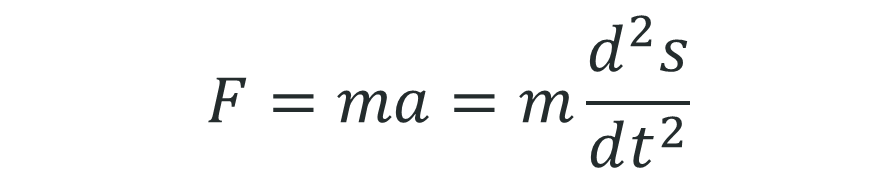 F = ma = m d²s/dt²